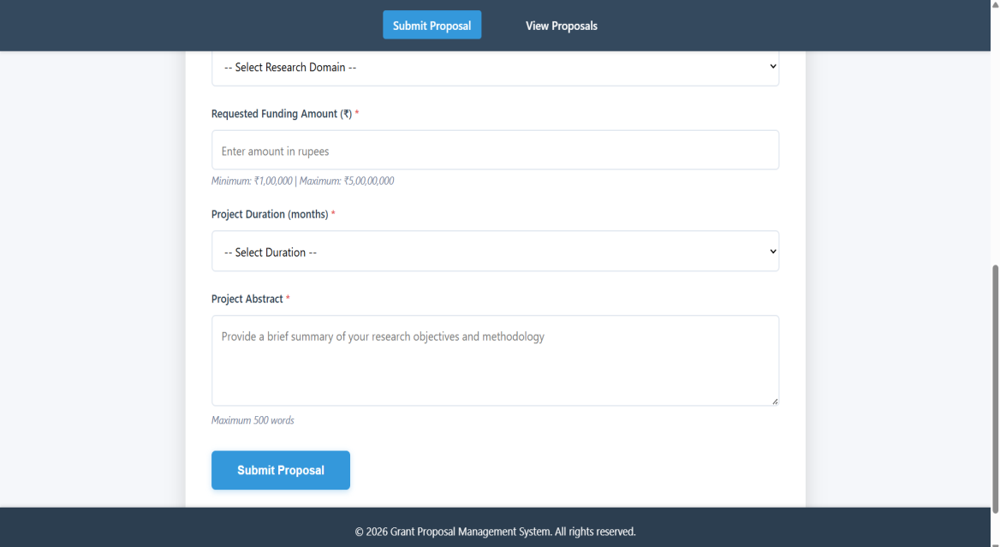 Submit Proposal View Proposals
-- Select Research Domain --
Requested Funding Amount (₹) *
Enter amount in rupees
Minimum: ₹1,00,000 | Maximum: ₹5,00,00,000
Project Duration (months) *
-- Select Duration --
Project Abstract *
Provide a brief summary of your research objectives and methodology
Maximum 500 words
Submit Proposal
© 2026 Grant Proposal Management System. All rights reserved.